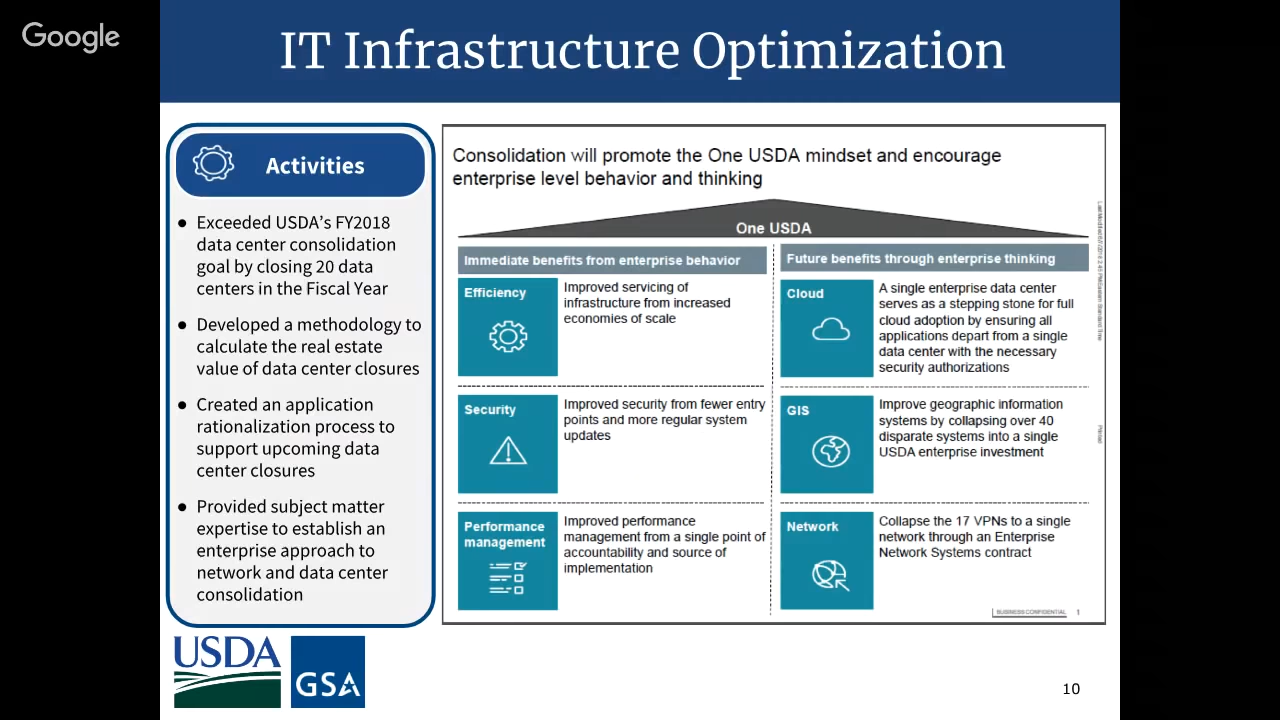 Google
IT Infrastructure Optimization
Activities
● Exceeded USDA's FY2018
data center consolidation
goal by closing 20 data
centers in the Fiscal Year
● Developed a methodology to
calculate the real estate
value of data center closures
● Created an application
rationalization process to
support upcoming data
center closures
● Provided subject matter
expertise to establish an
enterprise approach to
network and data center
consolidation
Consolidation will promote the One USDA mindset and encourage
enterprise level behavior and thinking
One USDA
Immediate benefits from enterprise behavior
Efficiency
Improved servicing of
infrastructure from increased
economies of scale
Security
Improved security from fewer entry
points and more regular system
updates
Performance
management
Improved performance
management from a single point of
accountability and source of
implementation
Future benefits through enterprise thinking
Cloud
A single enterprise data center
serves as a stepping stone for full
cloud adoption by ensuring all
applications depart from a single
data center with the necessary
security authorizations
GIS
Improve geographic information
systems by collapsing over 40
disparate systems into a single
USDA enterprise investment
Network
Collapse the 17 VPNs to a single
network through an Enterprise
Network Systems contract
BUSINESS CONFIDENTIAL
1
USDA
GSA
10